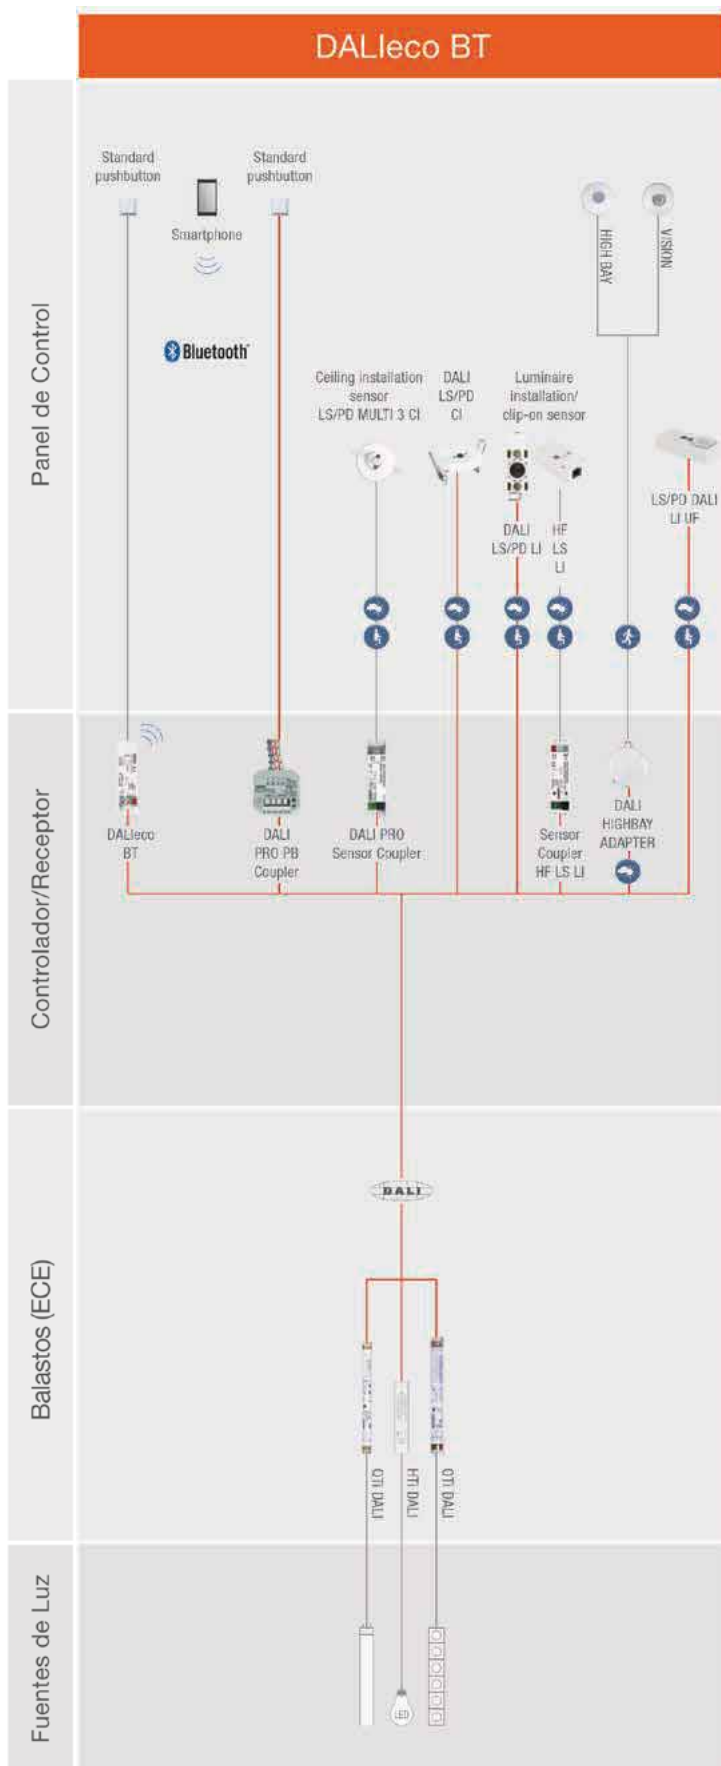 DALIeco BT
Panel de Control
Standard
pushbutton
Smartphone
Standard
pushbutton
HIGH BAY
VISION
Bluetooth
Ceiling installation
sensor
LS/PD MULTI 3 CI
DALI
LS/PD
CI
Luminaire
installation/
clip-on sensor
DALI
LS/PD LI
HF
LS
LI
LS/PD DALI
LI UF
Controlador/Receptor
DALIeco
BT
DALI
PRO PB
Coupler
DALI PRO
Sensor Coupler
Sensor
Coupler
HF LS LI
DALI
HIGHBAY
ADAPTER
Balastos (ECE)
DALI
QTi DALI
HTi DALI
OTi DALI
Fuentes de Luz
LED